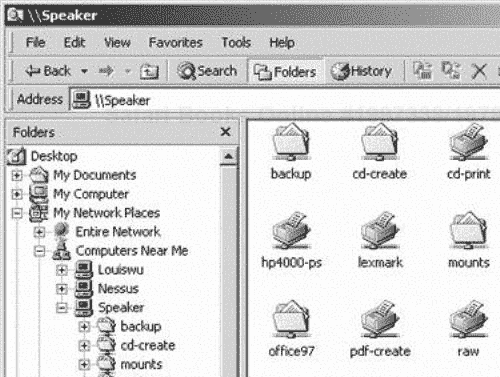 \\Speaker
File Edit View Favorites Tools Help
Back Search Folders History
Address \\Speaker
Folders
Desktop
My Documents
My Computer
My Network Places
Entire Network
Computers Near Me
Louiswu
Nessus
Speaker
backup
cd-create
mounts
backup cd-create cd-print
hp4000-ps lexmark mounts
office97 pdf-create raw